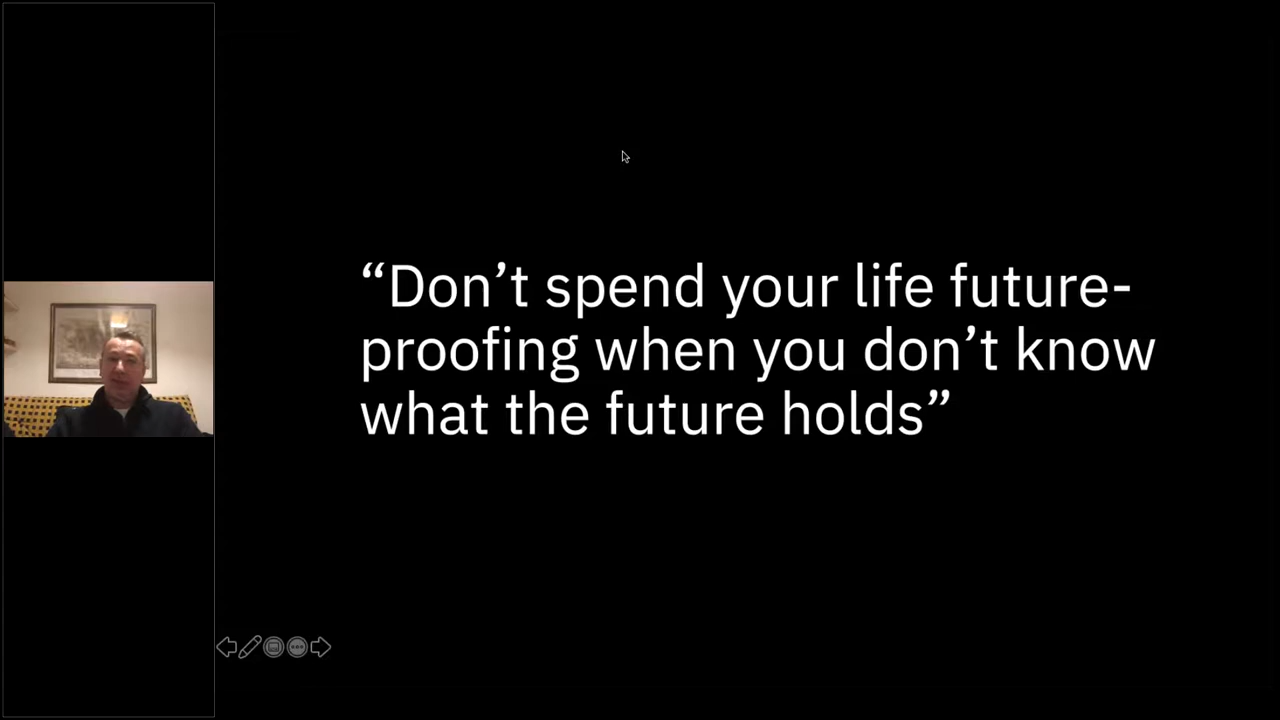 “Don’t spend your life future-
proofing when you don’t know
what the future holds”